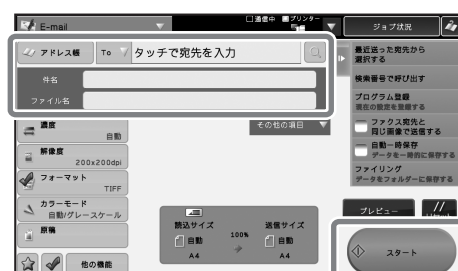 E-mail
通信中 プリンター
ジョブ状況
アドレス帳 To タッチで宛先を入力
件名
ファイル名
最近送った宛先から
選択する
検索番号で呼び出す
プログラム登録
現在の設定を登録する
ファクス宛先と
同じ画像で送信する
自動一時保存
データを一時的に保存する
ファイリング
データをフォルダーに保存する
濃度
自動
その他の項目
解像度
200x200dpi
フォーマット
TIFF
カラーモード
自動/グレースケール
原稿
読込サイズ
自動
A4
100%
送信サイズ
自動
A4
プレビュー
スタート
他の機能